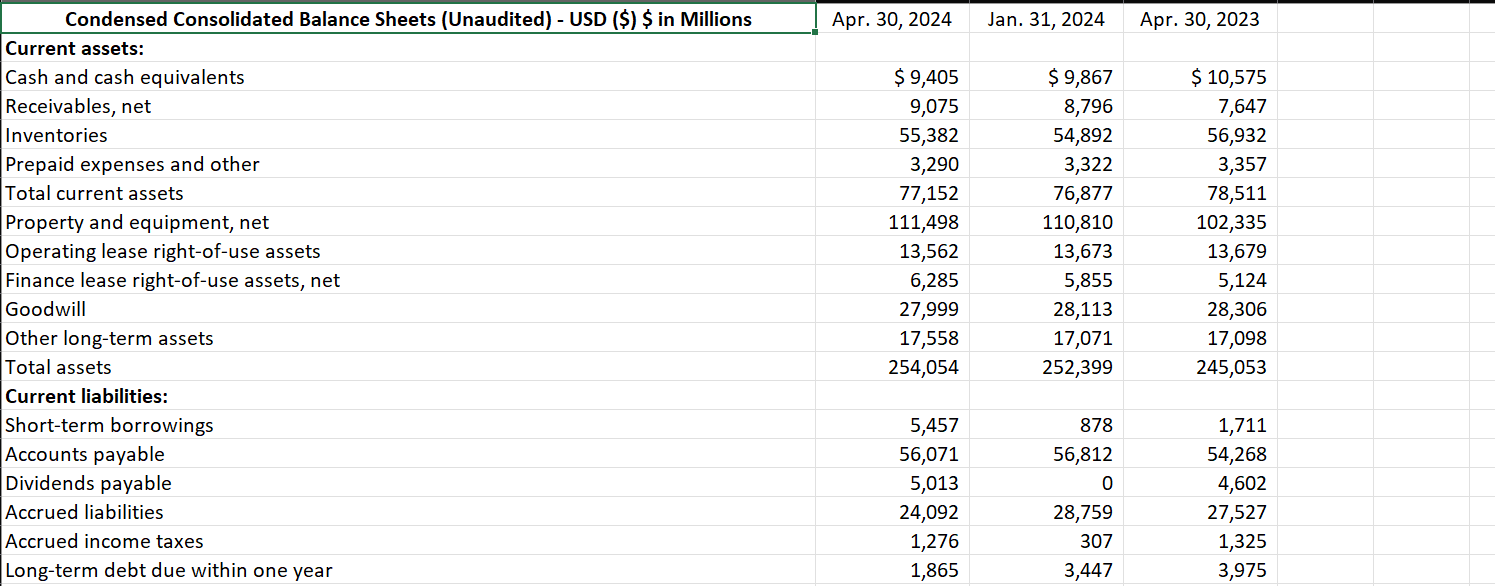 Condensed Consolidated Balance Sheets (Unaudited) - USD ($) $ in Millions Apr. 30, 2024 Jan. 31, 2024 Apr. 30, 2023
Current assets:
Cash and cash equivalents $ 9,405 $ 9,867 $ 10,575
Receivables, net 9,075 8,796 7,647
Inventories 55,382 54,892 56,932
Prepaid expenses and other 3,290 3,322 3,357
Total current assets 77,152 76,877 78,511
Property and equipment, net 111,498 110,810 102,335
Operating lease right-of-use assets 13,562 13,673 13,679
Finance lease right-of-use assets, net 6,285 5,855 5,124
Goodwill 27,999 28,113 28,306
Other long-term assets 17,558 17,071 17,098
Total assets 254,054 252,399 245,053
Current liabilities:
Short-term borrowings 5,457 878 1,711
Accounts payable 56,071 56,812 54,268
Dividends payable 5,013 0 4,602
Accrued liabilities 24,092 28,759 27,527
Accrued income taxes 1,276 307 1,325
Long-term debt due within one year 1,865 3,447 3,975